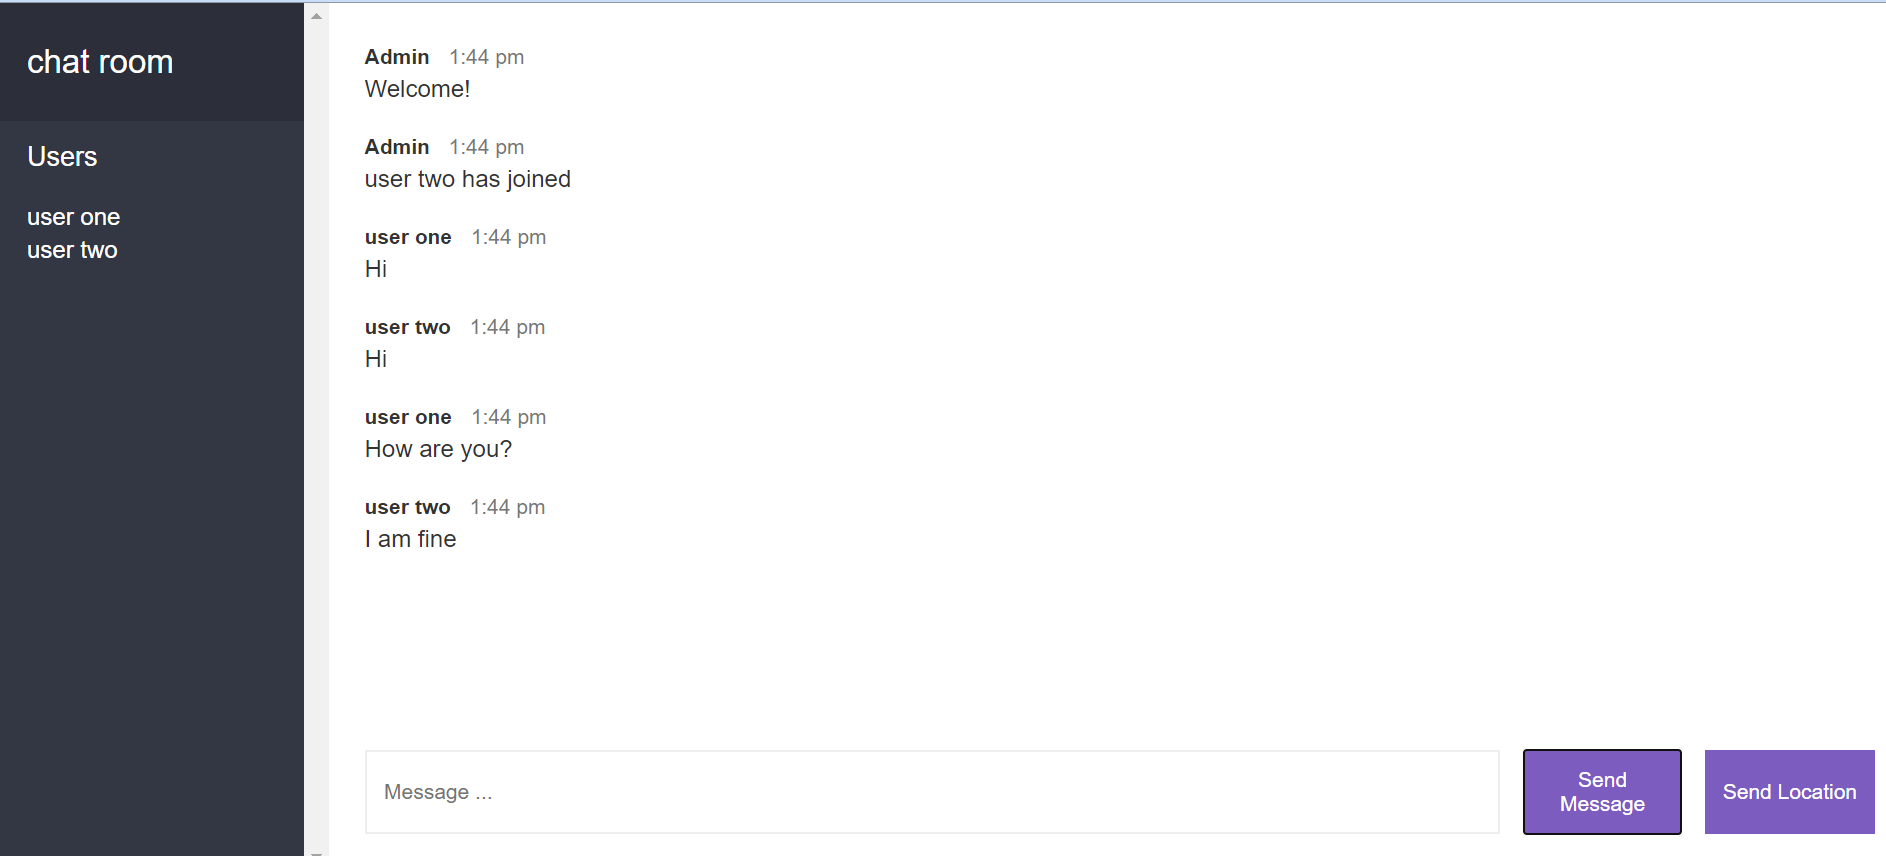 chat room
Users
user one
user two
Admin 1:44 pm
Welcome!
Admin 1:44 pm
user two has joined
user one 1:44 pm
Hi
user two 1:44 pm
Hi
user one 1:44 pm
How are you?
user two 1:44 pm
I am fine
Message ...
Send
Message
Send Location